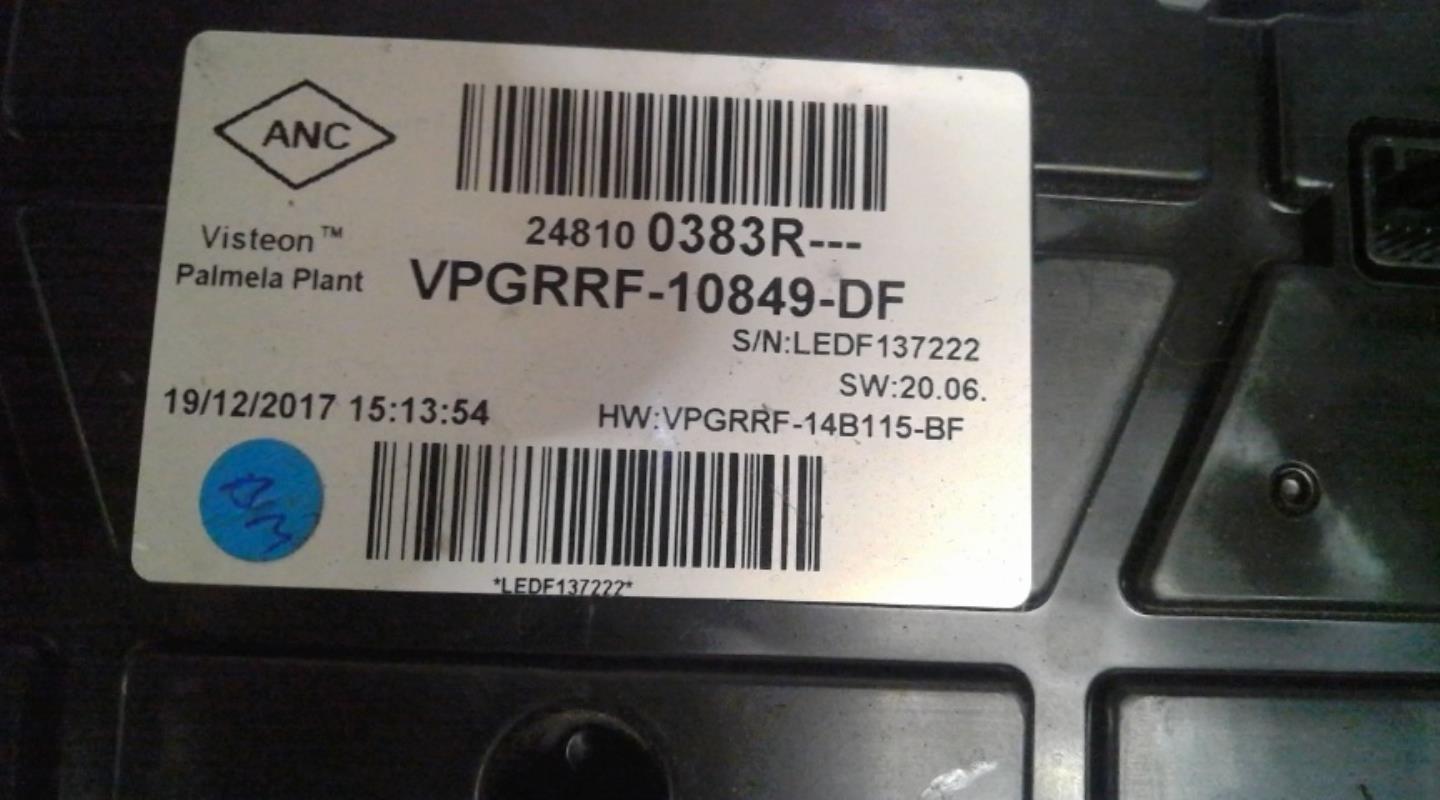 ANC
Visteon™
Palmela Plant
24810 0383R---
VPGRRF-10849-DF
S/N:LEDF137222
SW:20.06.
19/12/2017 15:13:54
HW:VPGRRF-14B115-BF
*LEDF137222*